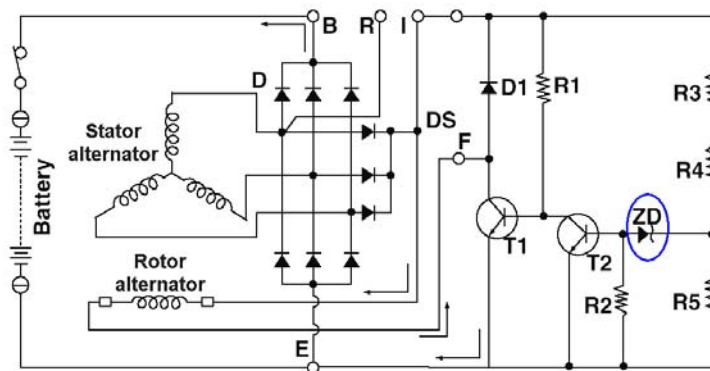 B
R
I
D
D1
R1
R3
DS
Stator
alternator
F
R4
Battery
ZD
T1
T2
Rotor
alternator
R2
R5
E